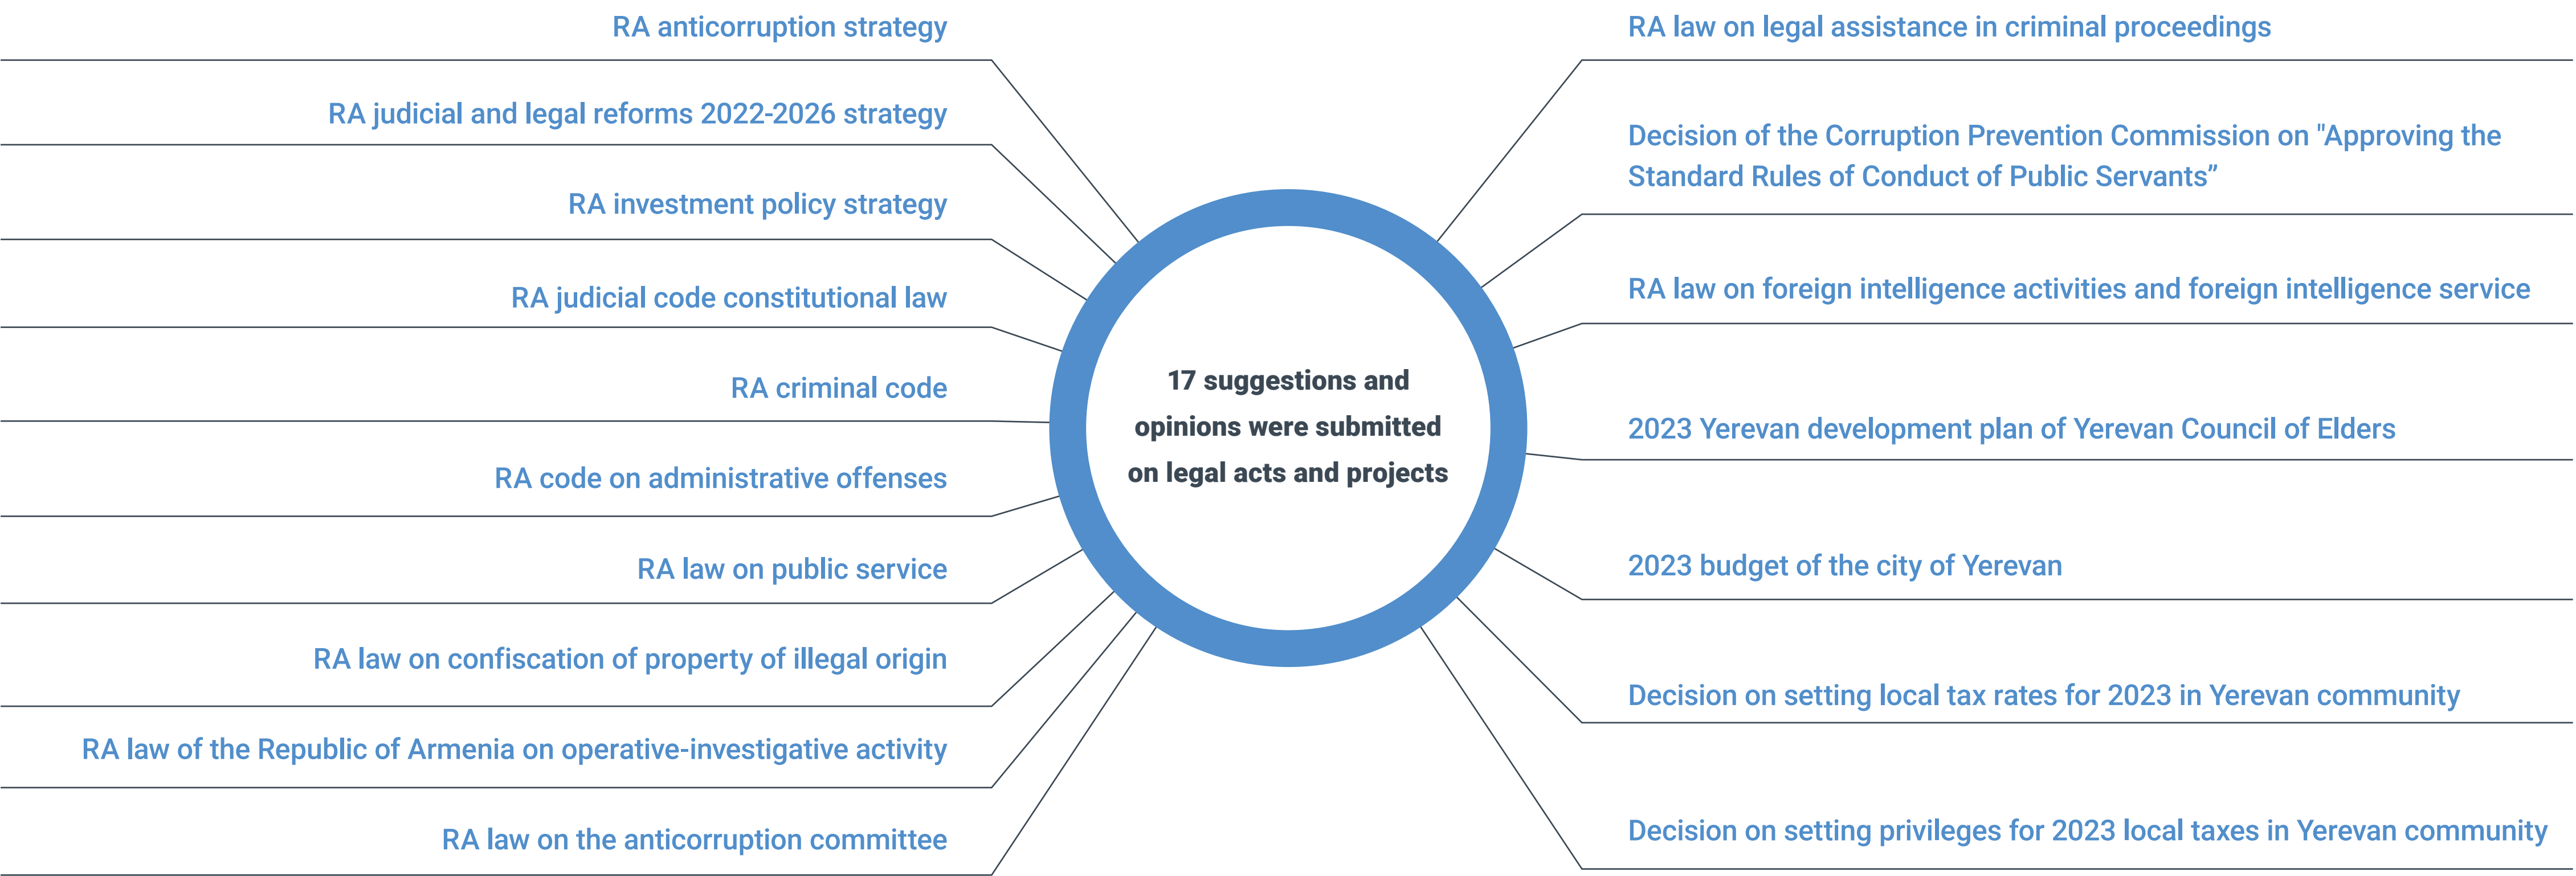 RA anticorruption strategy
RA judicial and legal reforms 2022-2026 strategy
RA investment policy strategy
RA judicial code constitutional law
RA criminal code
RA code on administrative offenses
RA law on public service
RA law on confiscation of property of illegal origin
RA law of the Republic of Armenia on operative-investigative activity
RA law on the anticorruption committee
17 suggestions and
opinions were submitted
on legal acts and projects
RA law on legal assistance in criminal proceedings
Decision of the Corruption Prevention Commission on "Approving the
Standard Rules of Conduct of Public Servants”
RA law on foreign intelligence activities and foreign intelligence service
2023 Yerevan development plan of Yerevan Council of Elders
2023 budget of the city of Yerevan
Decision on setting local tax rates for 2023 in Yerevan community
Decision on setting privileges for 2023 local taxes in Yerevan community